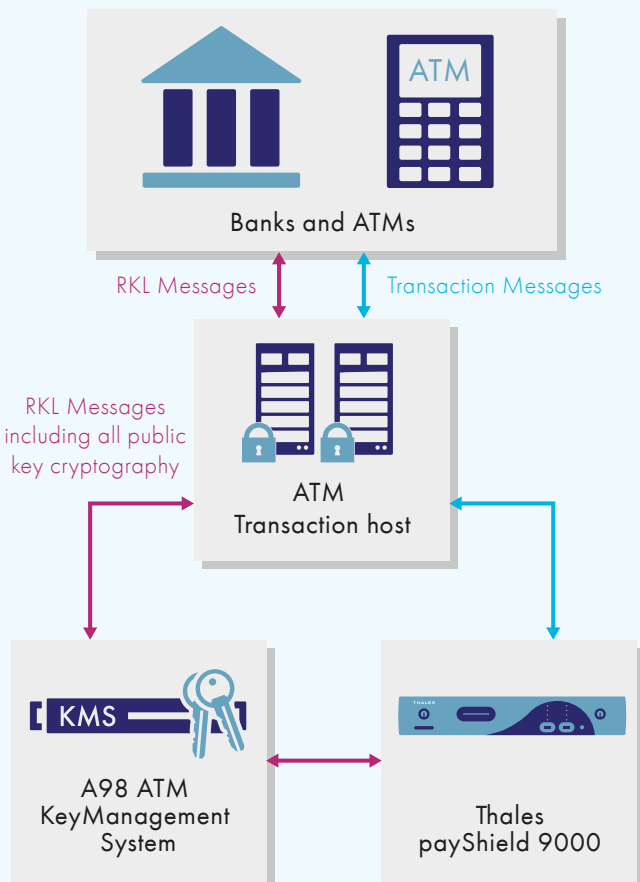 ATM
Banks and ATMs
RKL Messages
Transaction Messages
RKL Messages
including all public
key cryptography
ATM
Transaction host
KMS
A98 ATM
KeyManagement
System
THALES
Thales
payShield 9000